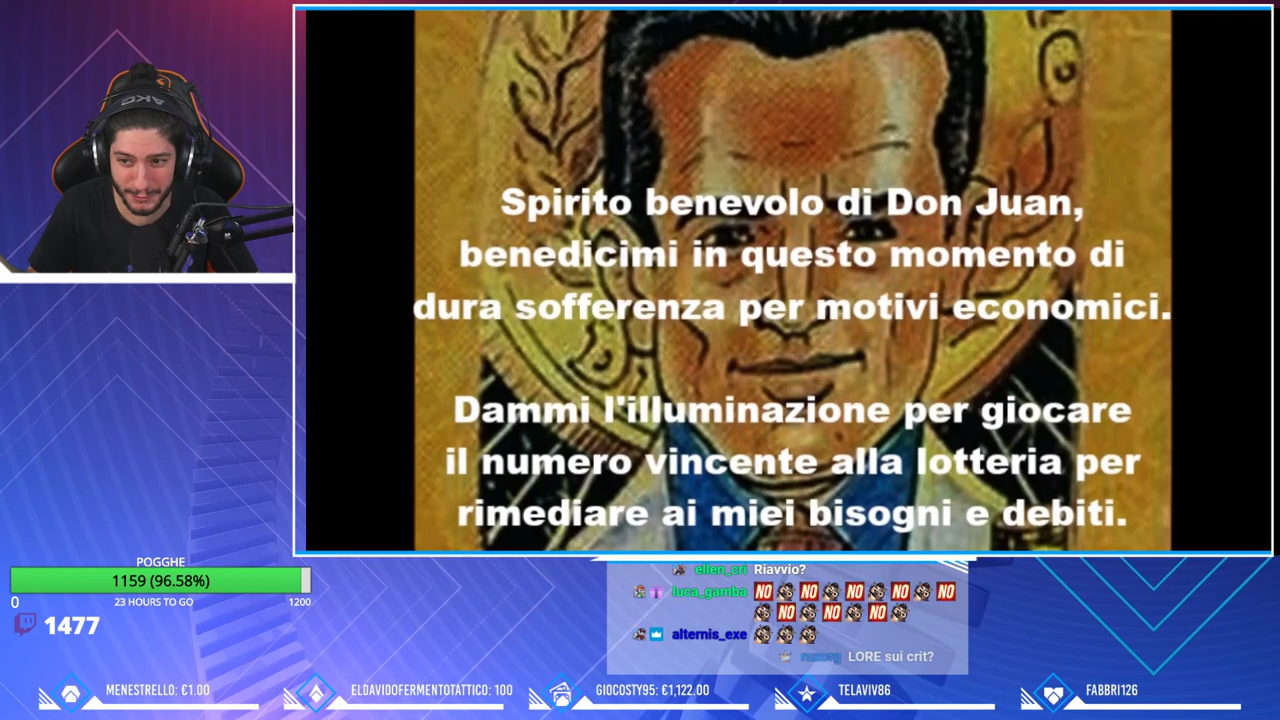 AKG
Spirito benevolo di Don Juan,
benedicimi in questo momento di
dura sofferenza per motivi economici.
Dammi l'illuminazione per giocare
il numero vincente alla lotteria per
rimediare ai miei bisogni e debiti.
POGGHE
1159 (96.58%)
0 23 HOURS TO GO 1200
1477
ellen_cri Riavvio?
luca_gamba NO NO NO NO NO
NO NO NO
alternis_exe
LORE sui crit?
MENESTRELLO: €1.00
ELDAVIDOFERMENTOTATTICO: 100
GIOCOSTY95: €1,122.00
TELAVIV86
FABBRI126